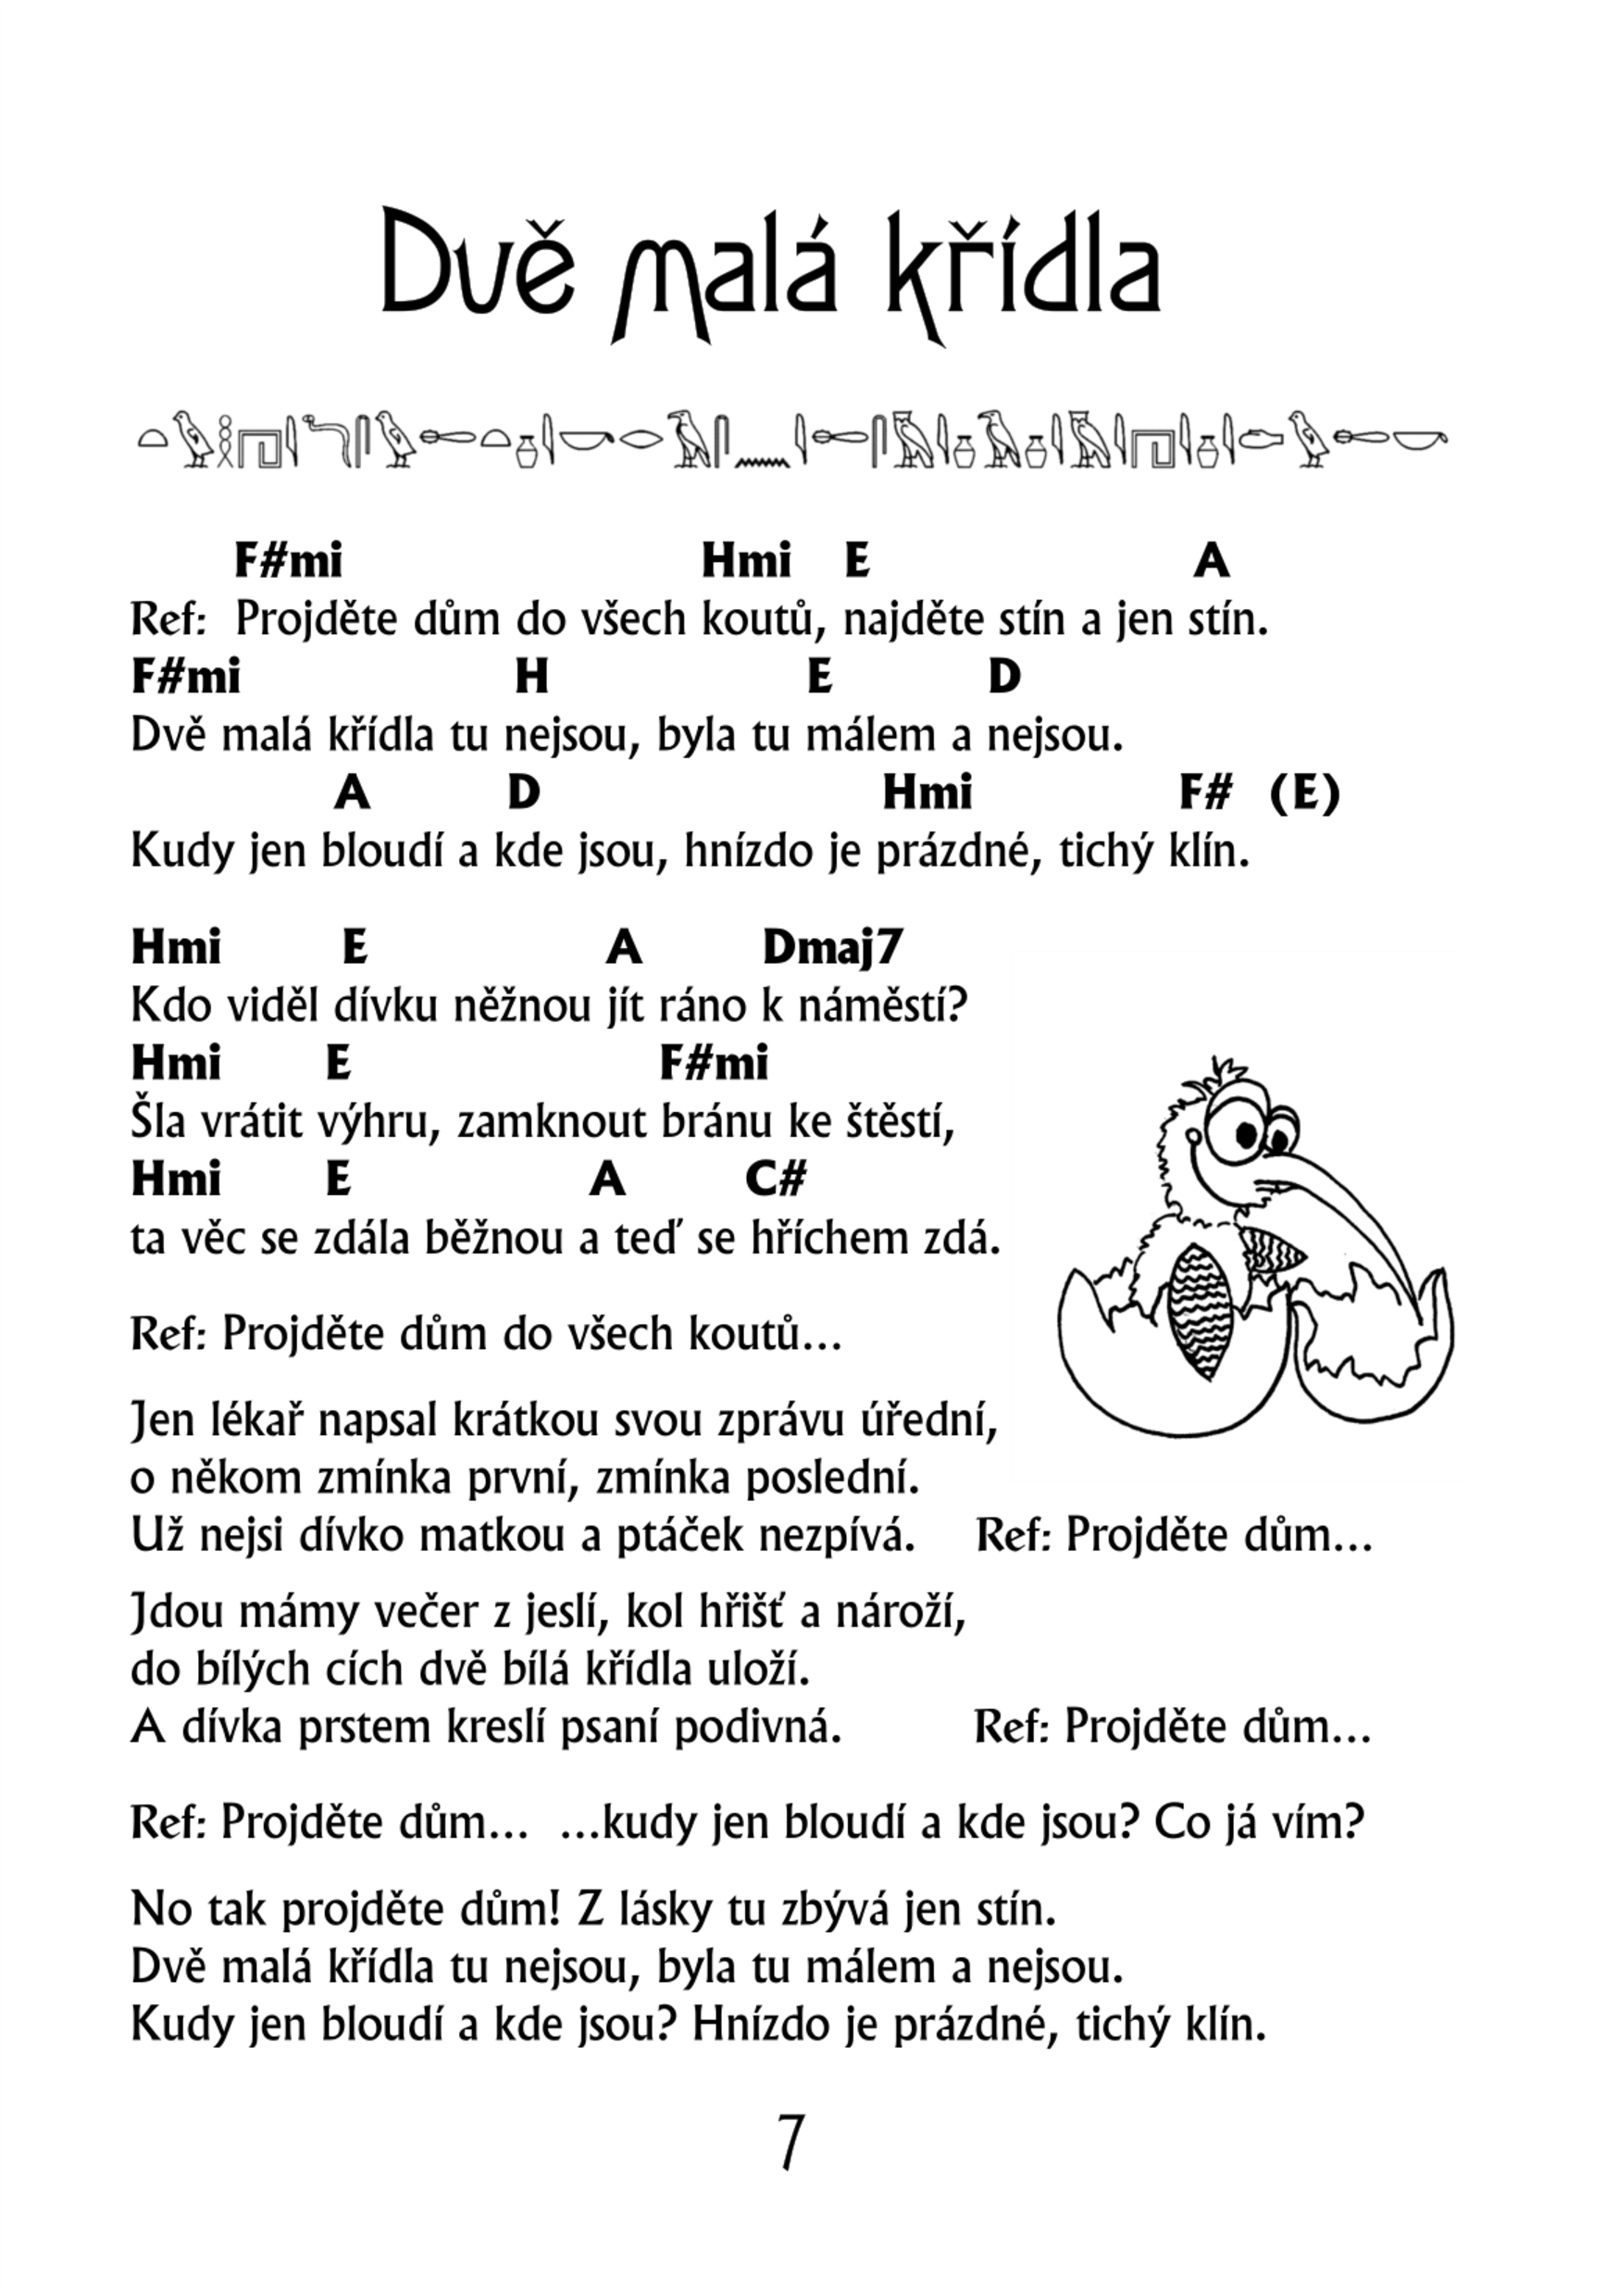 Dvě malá křídla
F#mi Hmi E A
Ref: Projděte dům do všech koutů, najděte stín a jen stín.
F#mi H E D
Dvě malá křídla tu nejsou, byla tu málem a nejsou.
A D Hmi F# (E)
Kudy jen bloudí a kde jsou, hnízdo je prázdné, tichý klín.
Hmi E A Dmaj7
Kdo viděl dívku něžnou jít ráno k náměstí?
Hmi E F#mi
Šla vrátit výhru, zamknout bránu ke štěstí,
Hmi E A C#
ta věc se zdála běžnou a teď se hříchem zdá.
Ref: Projděte dům do všech koutů...
Jen lékař napsal krátkou svou zprávu úřední,
o někom zmínka první, zmínka poslední.
Už nejsi dívko matkou a ptáček nezpívá. Ref: Projděte dům...
Jdou mámy večer z jeslí, kol hřišť a nároží,
do bílých cích dvě bílá křídla uloží.
A dívka prstem kreslí psaní podivná. Ref: Projděte dům...
Ref: Projděte dům... ...kudy jen bloudí a kde jsou? Co já vím?
No tak projděte dům! Z lásky tu zbývá jen stín.
Dvě malá křídla tu nejsou, byla tu málem a nejsou.
Kudy jen bloudí a kde jsou? Hnízdo je prázdné, tichý klín.
7